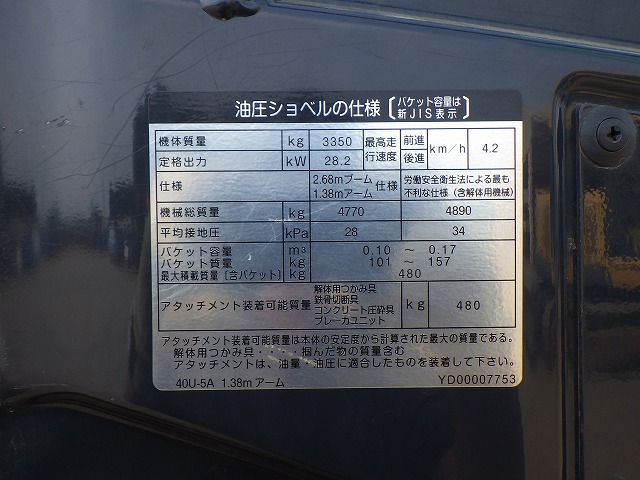 油圧ショベルの仕様〔バケット容量は新JIS表示〕
機体質量 kg 3350 最高走行速度 前進 後進 km/h 4.2
定格出力 kW 28.2
仕様 2.68mブーム 1.38mアーム 仕様 労働安全衛生法による最も不利な仕様(含解体用機械)
機械総質量 kg 4770 4890
平均接地圧 kPa 28 34
バケット容量 m³ 0.10 ~ 0.17
バケット質量 kg 101 ~ 157
最大積載質量(含バケット) kg 480
アタッチメント装着可能質量 解体用つかみ具 鉄骨切断具 コンクリート圧砕具 ブレーカユニット kg 480
アタッチメント装着可能質量は本体の安定度から計算された最大の質量である。
解体用つかみ具・・・・掴んだ物の質量含む
アタッチメントは、油量・油圧に適合したものを装着して下さい。
40U-5A 1.38mアーム YD00007753